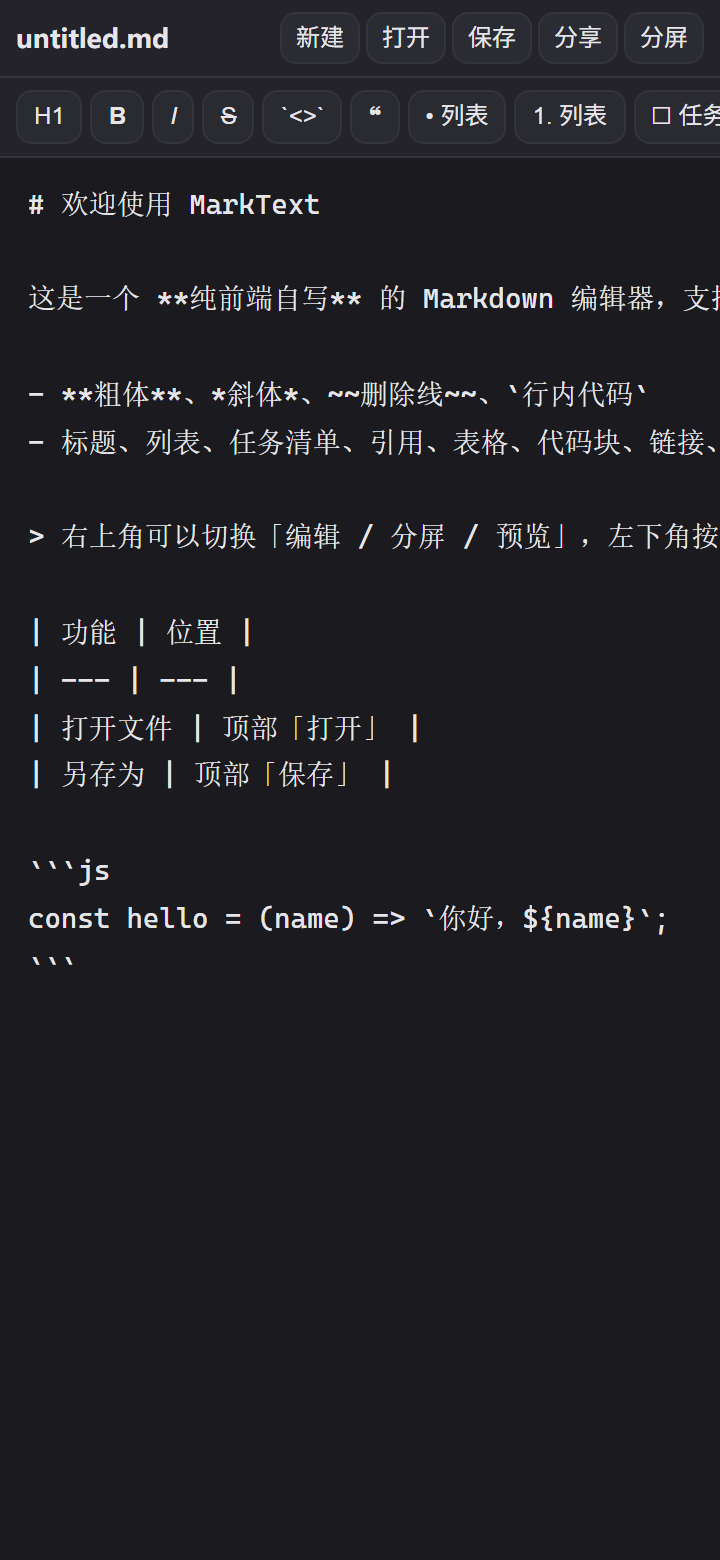 untitled.md 新建 打开 保存 分享 分屏
H1 B I S `<>` ❝ • 列表 1. 列表 ☐ 任务
# 欢迎使用 MarkText
这是一个 **纯前端自写** 的 Markdown 编辑器，支持
- **粗体**、*斜体*、~~删除线~~、`行内代码`
- 标题、列表、任务清单、引用、表格、代码块、链接、
> 右上角可以切换「编辑 / 分屏 / 预览」，左下角按
| 功能 | 位置 |
| --- | --- |
| 打开文件 | 顶部「打开」 |
| 另存为 | 顶部「保存」 |
```js
const hello = (name) => `你好，${name}`;
```